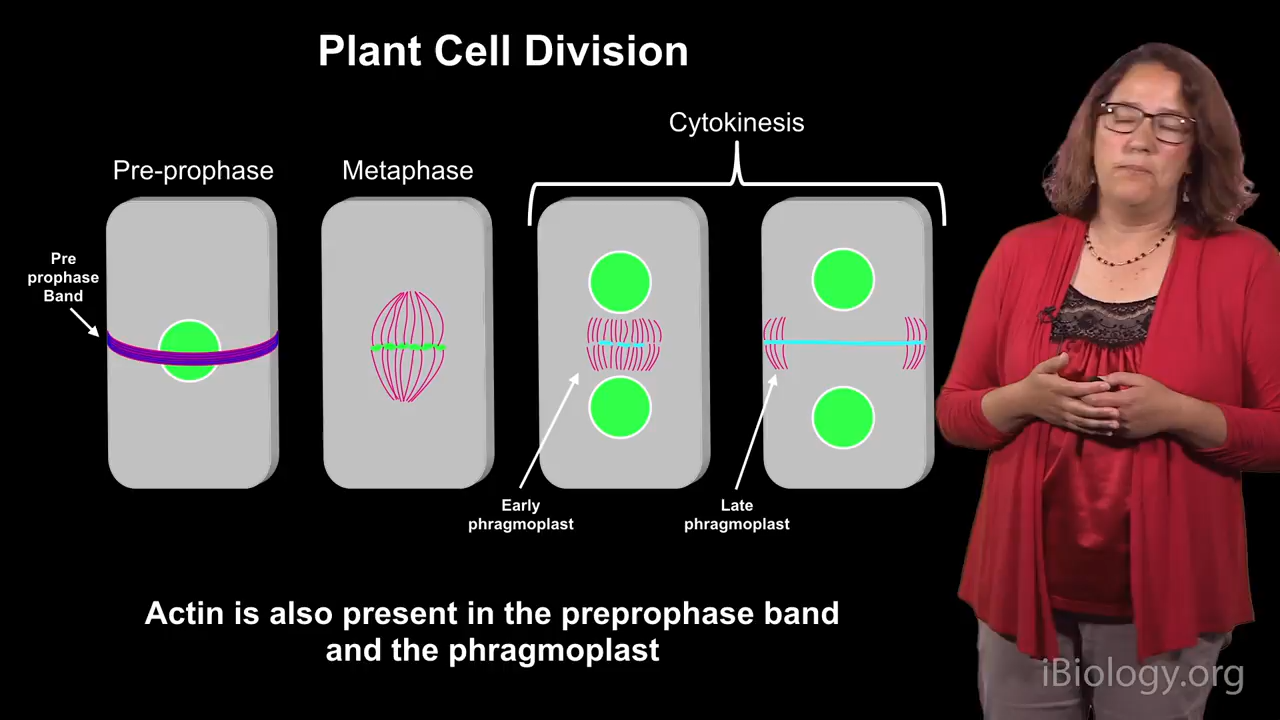 Plant Cell Division
Cytokinesis
Pre-prophase
Metaphase
Pre
prophase
Band
Early
phragmoplast
Late
phragmoplast
Actin is also present in the preprophase band
and the phragmoplast
iBiology.org